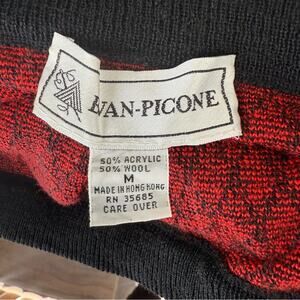 EVAN-PICONE
50% ACRYLIC
50% WOOL
M
MADE IN HONG KONG
RN 35685
CARE OVER